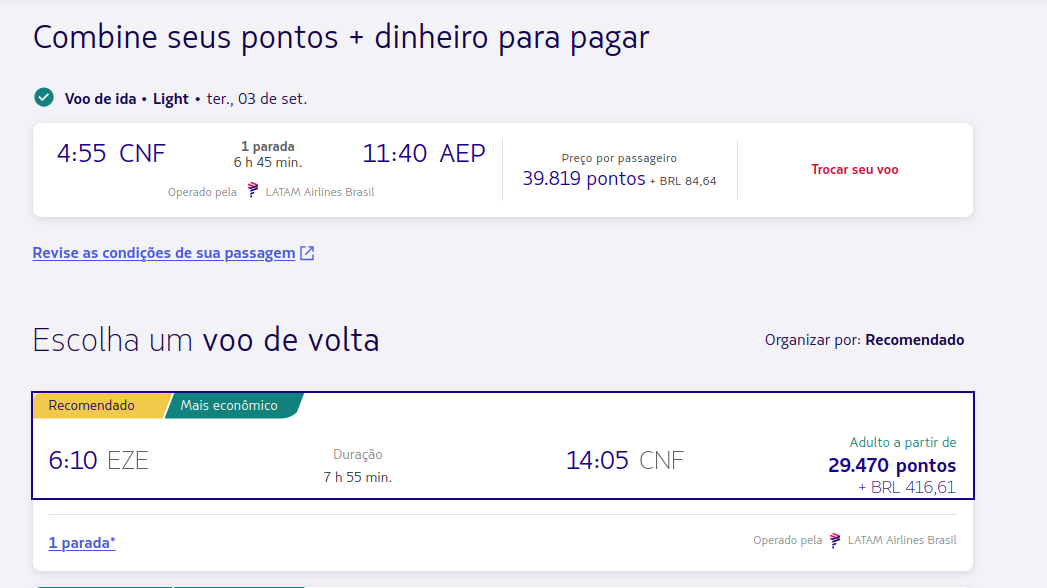 Combine seus pontos + dinheiro para pagar
Voo de ida • Light • ter., 03 de set.
4:55 CNF
1 parada
6 h 45 min.
11:40 AEP
Operado pela LATAM Airlines Brasil
Preço por passageiro
39.819 pontos + BRL 84,64
Trocar seu voo
Revise as condições de sua passagem
Escolha um voo de volta
Organizar por: Recomendado
Recomendado
Mais econômico
6:10 EZE
Duração
7 h 55 min.
14:05 CNF
Adulto a partir de
29.470 pontos
+ BRL 416,61
1 parada*
Operado pela LATAM Airlines Brasil